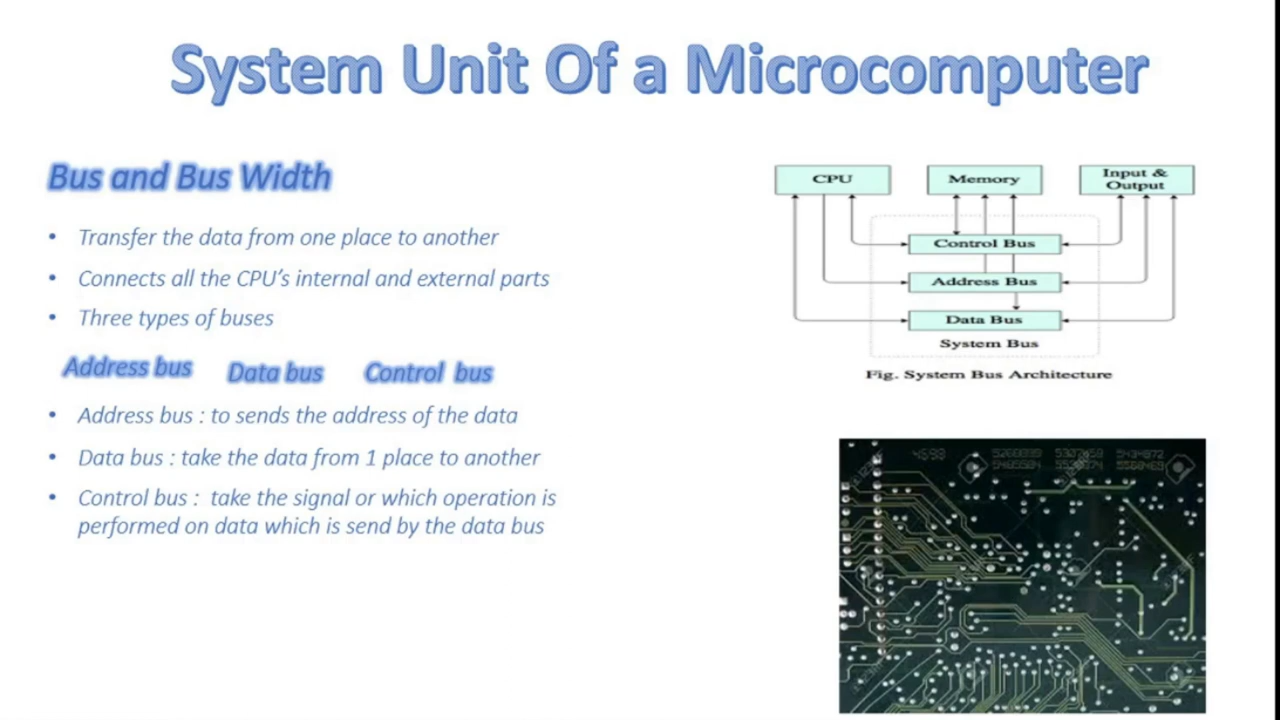 System Unit Of a Microcomputer
Bus and Bus Width
• Transfer the data from one place to another
• Connects all the CPU's internal and external parts
• Three types of buses
Address bus Data bus Control bus
• Address bus : to sends the address of the data
• Data bus : take the data from 1 place to another
• Control bus : take the signal or which operation is
performed on data which is send by the data bus
CPU
Memory
Input &
Output
Control Bus
Address Bus
Data Bus
System Bus
Fig. System Bus Architecture